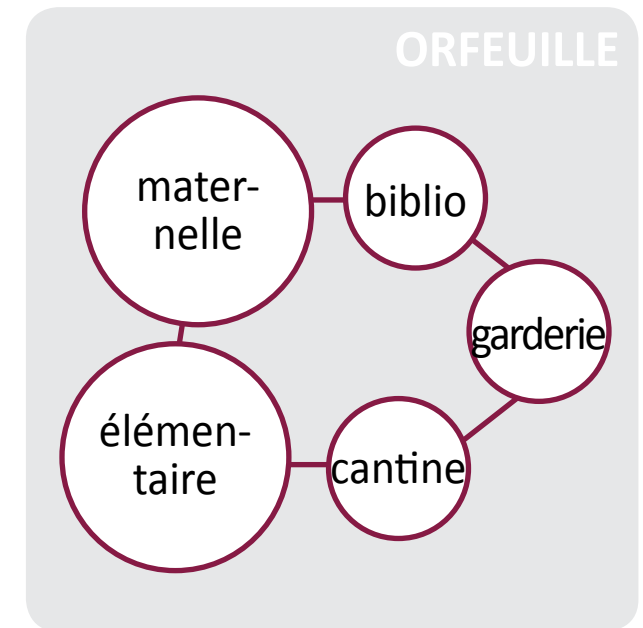 ORFEUILLE
mater-
nelle
biblio
garderie
élémen-
taire
cantine